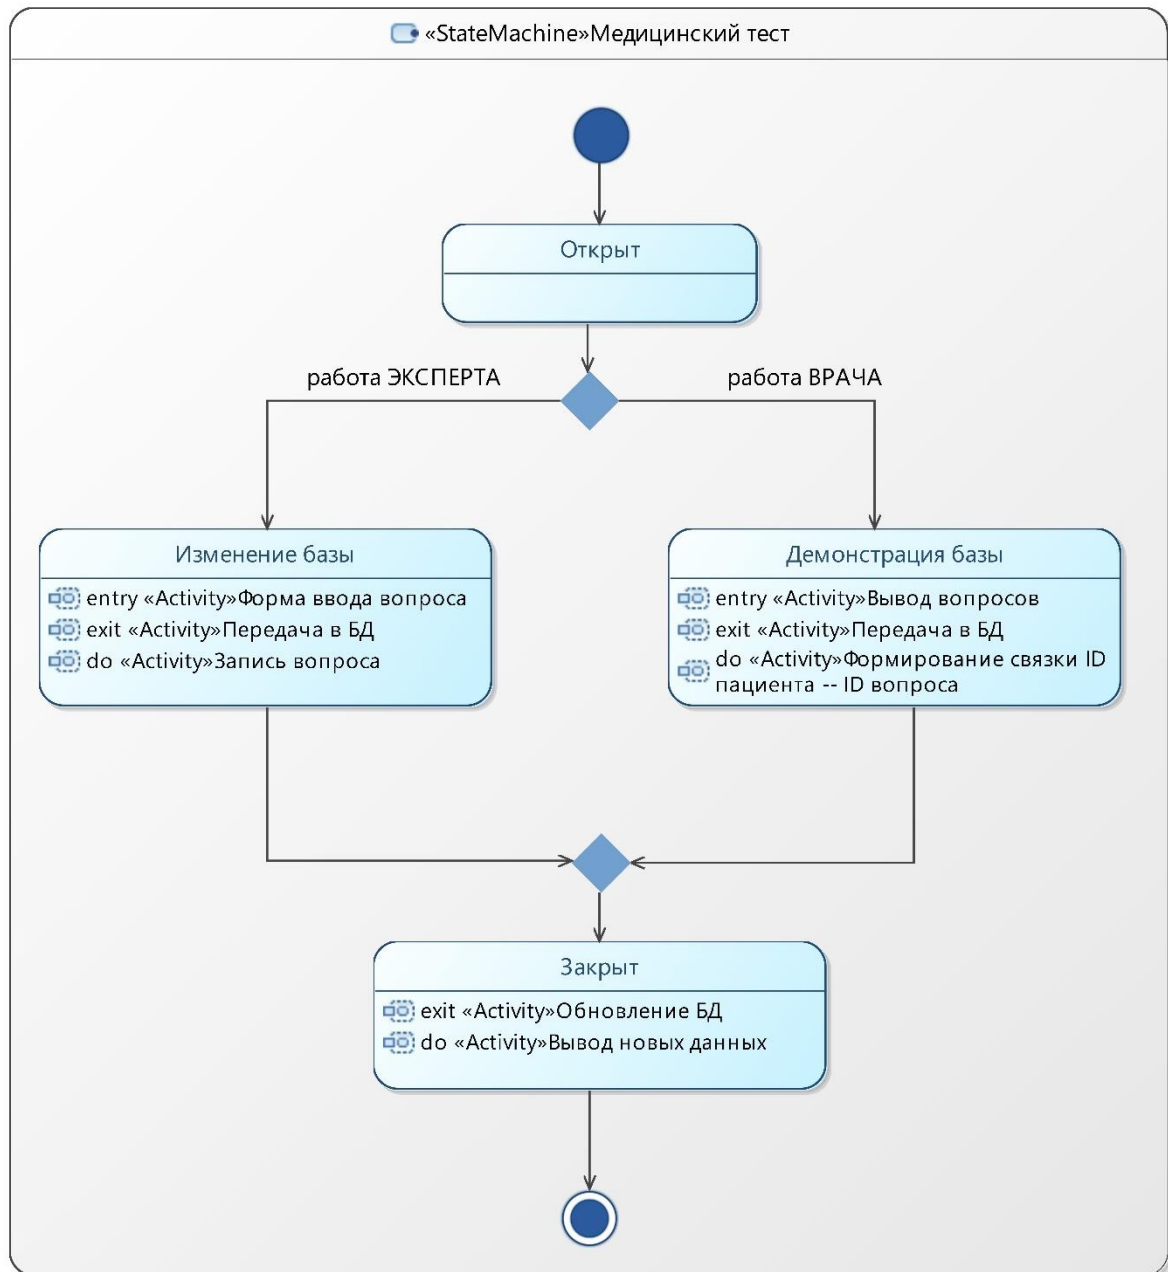 «StateMachine»Медицинский тест
Открыт
работа ЭКСПЕРТА
работа ВРАЧА
Изменение базы
entry «Activity»Форма ввода вопроса
exit «Activity»Передача в БД
do «Activity»Запись вопроса
Демонстрация базы
entry «Activity»Вывод вопросов
exit «Activity»Передача в БД
do «Activity»Формирование связки ID
пациента -- ID вопроса
Закрыт
exit «Activity»Обновление БД
do «Activity»Вывод новых данных